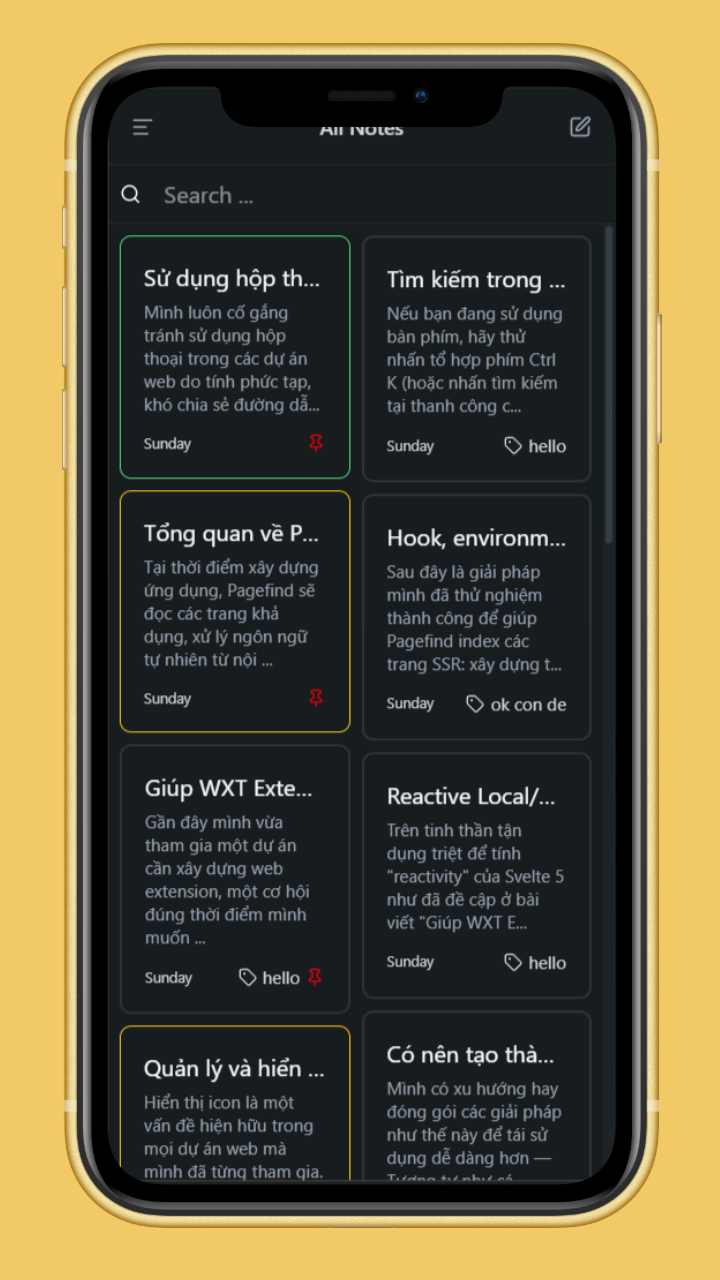 All Notes
Search ...
Sử dụng hộp th...
Mình luôn cố gắng
tránh sử dụng hộp
thoại trong các dự án
web do tính phức tạp,
khó chia sẻ đường dẫ...
Sunday
Tìm kiếm trong ...
Nếu bạn đang sử dụng
bàn phím, hãy thử
nhấn tổ hợp phím Ctrl
K (hoặc nhấn tìm kiếm
tại thanh công c...
Sunday
hello
Tổng quan về P...
Tại thời điểm xây dựng
ứng dụng, Pagefind sẽ
đọc các trang khả
dụng, xử lý ngôn ngữ
tự nhiên từ nội ...
Sunday
Hook, environm...
Sau đây là giải pháp
mình đã thử nghiệm
thành công để giúp
Pagefind index các
trang SSR: xây dựng t...
Sunday
ok con de
Giúp WXT Exte...
Gần đây mình vừa
tham gia một dự án
cần xây dựng web
extension, một cơ hội
đúng thời điểm mình
muốn ...
Sunday
hello
Reactive Local/...
Trên tinh thần tận
dụng triệt để tính
"reactivity" của Svelte 5
như đã đề cập ở bài
viết "Giúp WXT E...
Sunday
hello
Quản lý và hiển ...
Hiển thị icon là một
vấn đề hiện hữu trong
mọi dự án web mà
mình đã từng tham gia.
Có nên tạo thà...
Mình có xu hướng hay
đóng gói các giải pháp
như thế này để tái sử
dụng dễ dàng hơn —
Tương tự như cá